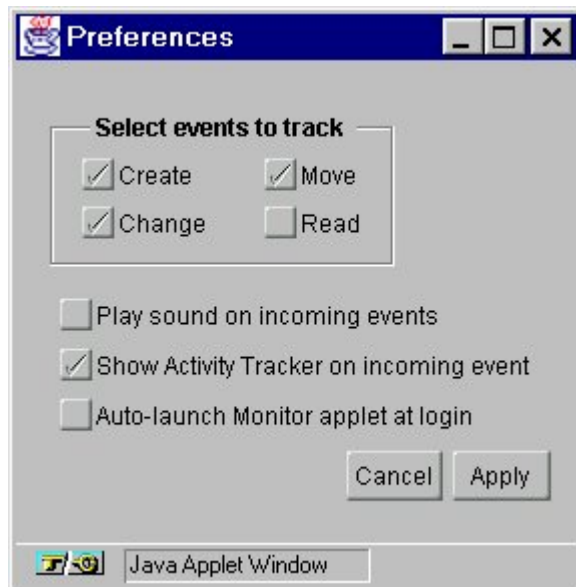 Preferences
Select events to track
Create Move
Change Read
Play sound on incoming events
Show Activity Tracker on incoming event
Auto-launch Monitor applet at login
Cancel Apply
Java Applet Window